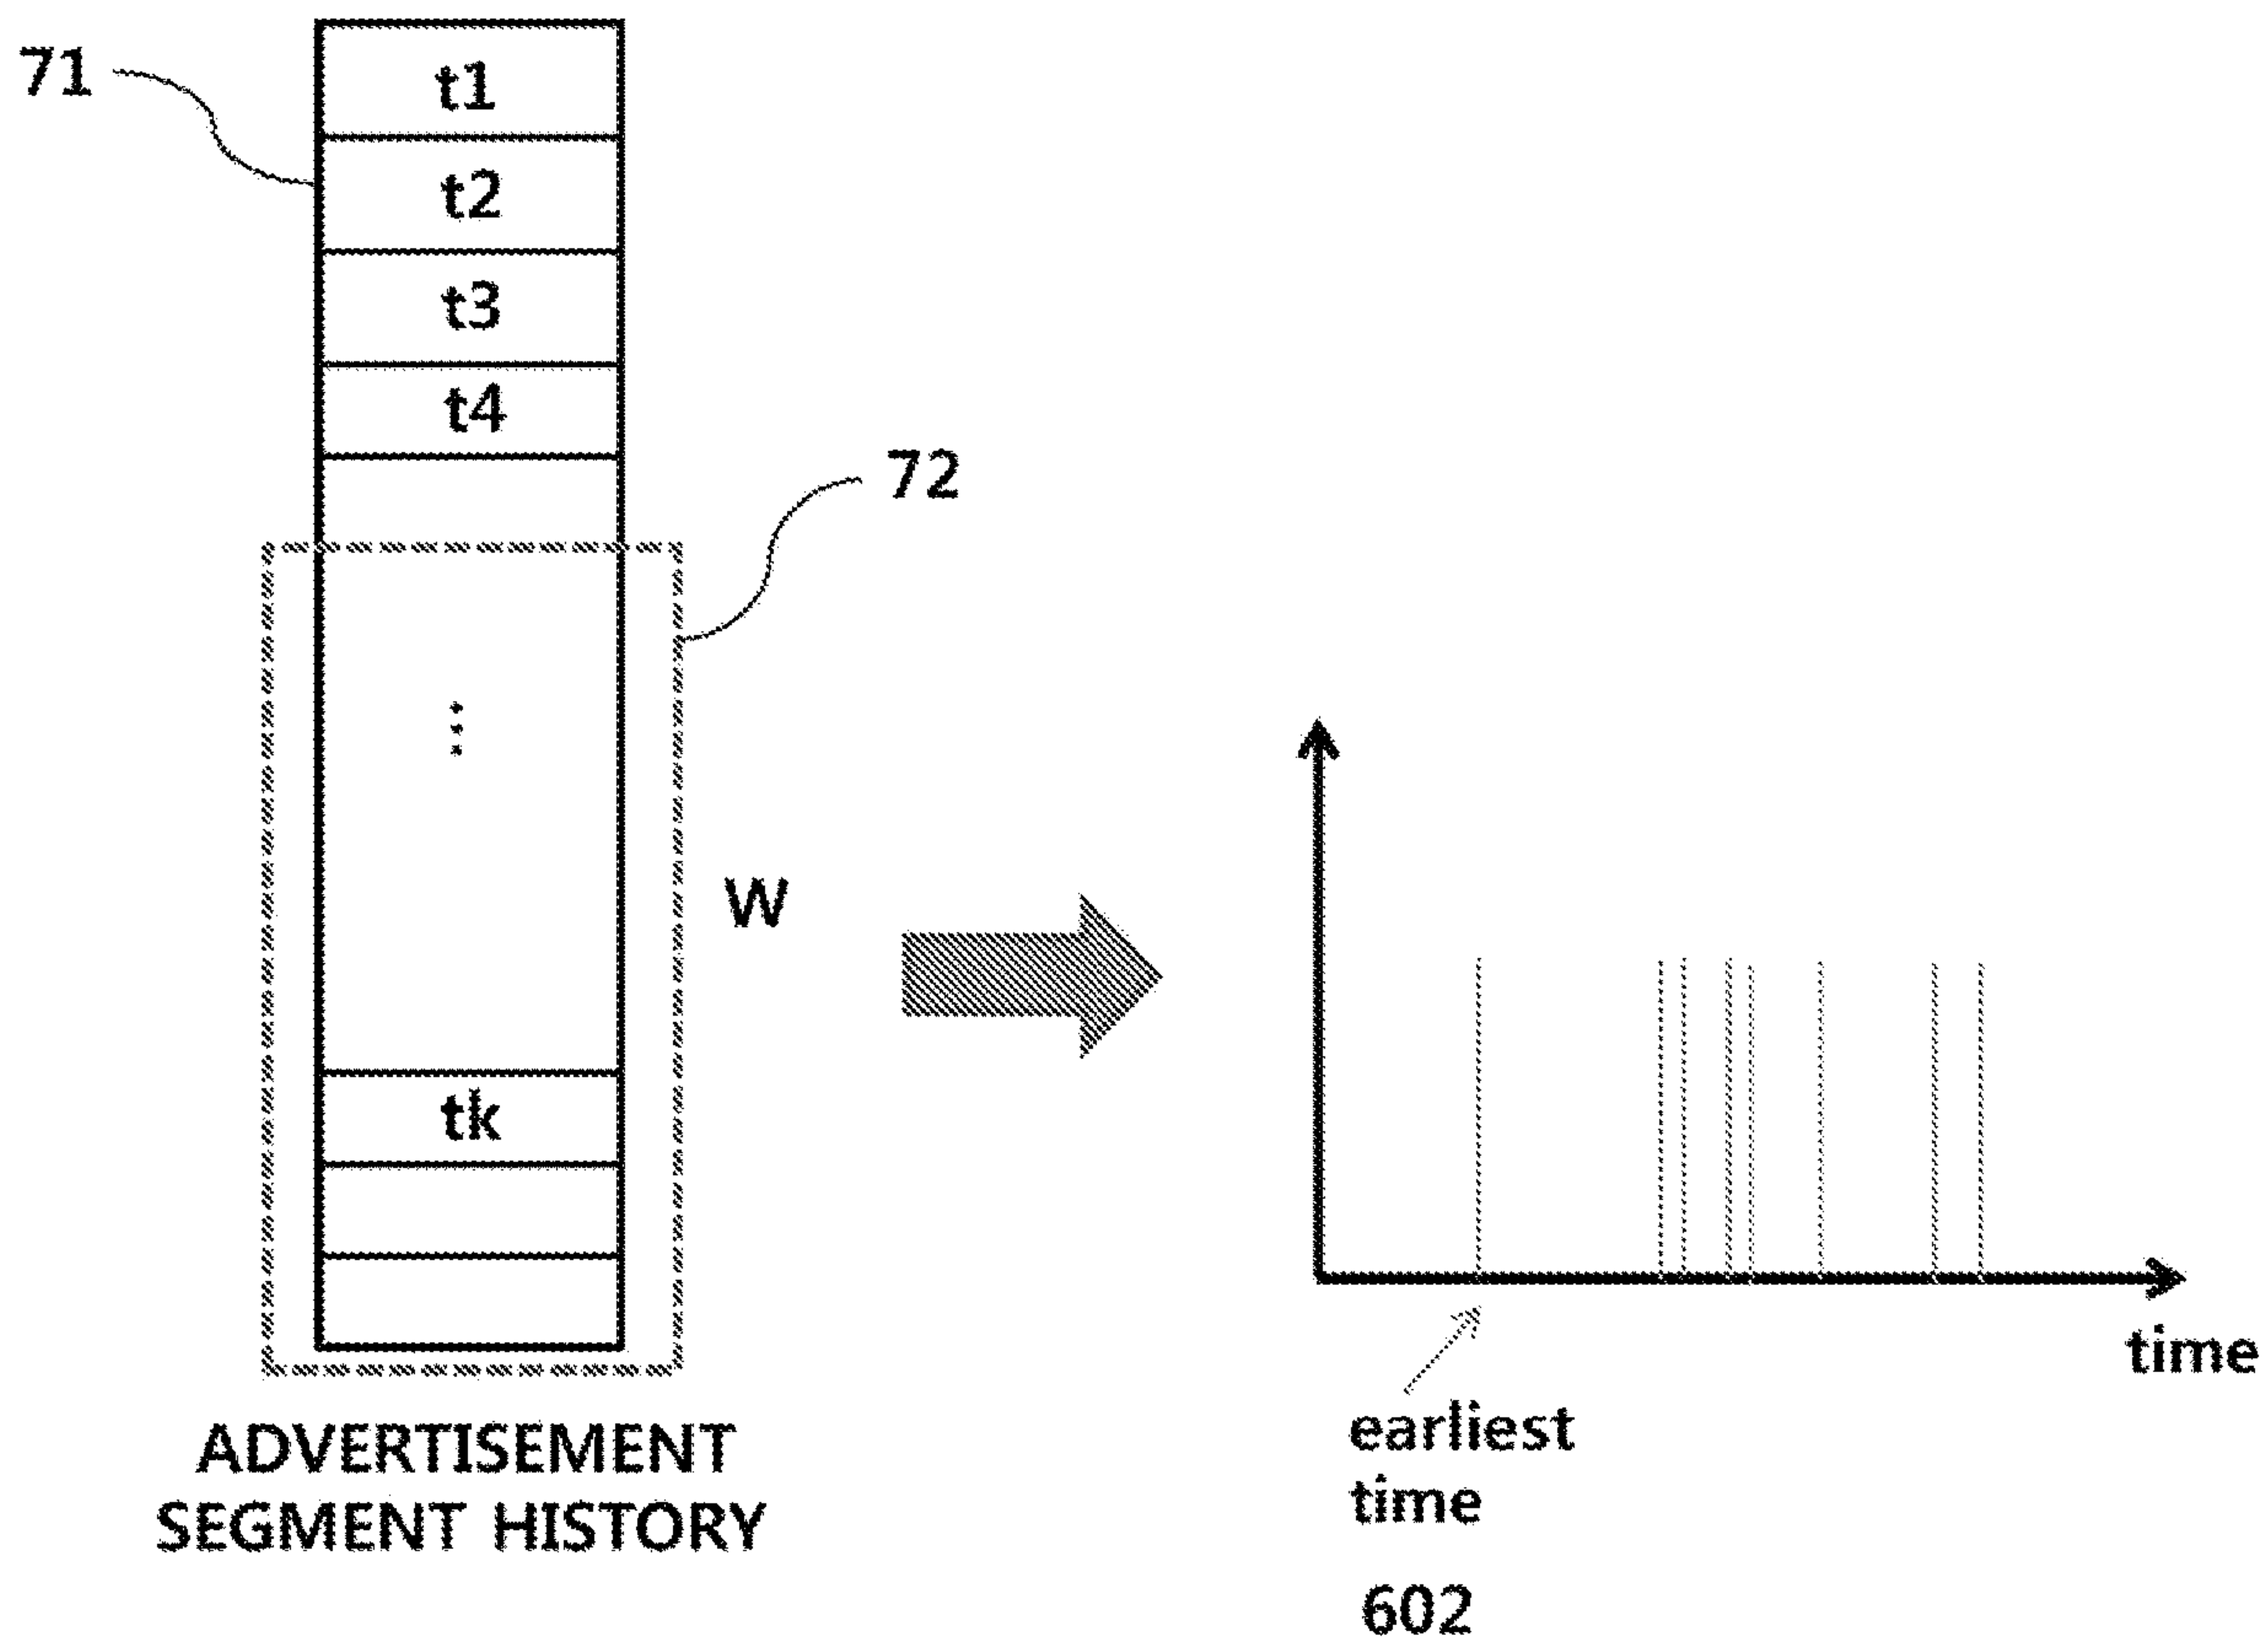 71
t1
t2
t3
t4
72
⋮
W
tk
ADVERTISEMENT
SEGMENT HISTORY
time
earliest
time
602